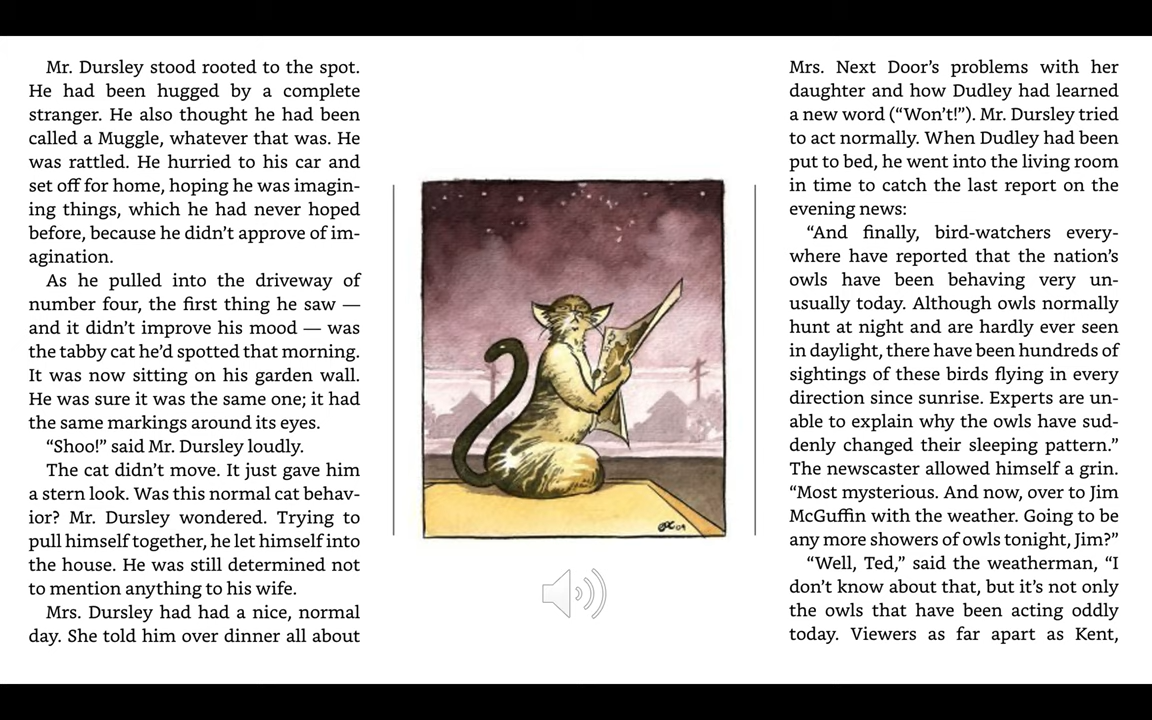 Mr. Dursley stood rooted to the spot.
He had been hugged by a complete
stranger. He also thought he had been
called a Muggle, whatever that was. He
was rattled. He hurried to his car and
set off for home, hoping he was imagin-
ing things, which he had never hoped
before, because he didn’t approve of im-
agination.
As he pulled into the driveway of
number four, the first thing he saw —
and it didn’t improve his mood — was
the tabby cat he’d spotted that morning.
It was now sitting on his garden wall.
He was sure it was the same one; it had
the same markings around its eyes.
“Shoo!” said Mr. Dursley loudly.
The cat didn’t move. It just gave him
a stern look. Was this normal cat behav-
ior? Mr. Dursley wondered. Trying to
pull himself together, he let himself into
the house. He was still determined not
to mention anything to his wife.
Mrs. Dursley had had a nice, normal
day. She told him over dinner all about
Mrs. Next Door’s problems with her
daughter and how Dudley had learned
a new word (“Won’t!”). Mr. Dursley tried
to act normally. When Dudley had been
put to bed, he went into the living room
in time to catch the last report on the
evening news:
“And finally, bird-watchers every-
where have reported that the nation’s
owls have been behaving very un-
usually today. Although owls normally
hunt at night and are hardly ever seen
in daylight, there have been hundreds of
sightings of these birds flying in every
direction since sunrise. Experts are un-
able to explain why the owls have sud-
denly changed their sleeping pattern.”
The newscaster allowed himself a grin.
“Most mysterious. And now, over to Jim
McGuffin with the weather. Going to be
any more showers of owls tonight, Jim?”
“Well, Ted,” said the weatherman, “I
don’t know about that, but it’s not only
the owls that have been acting oddly
today. Viewers as far apart as Kent,